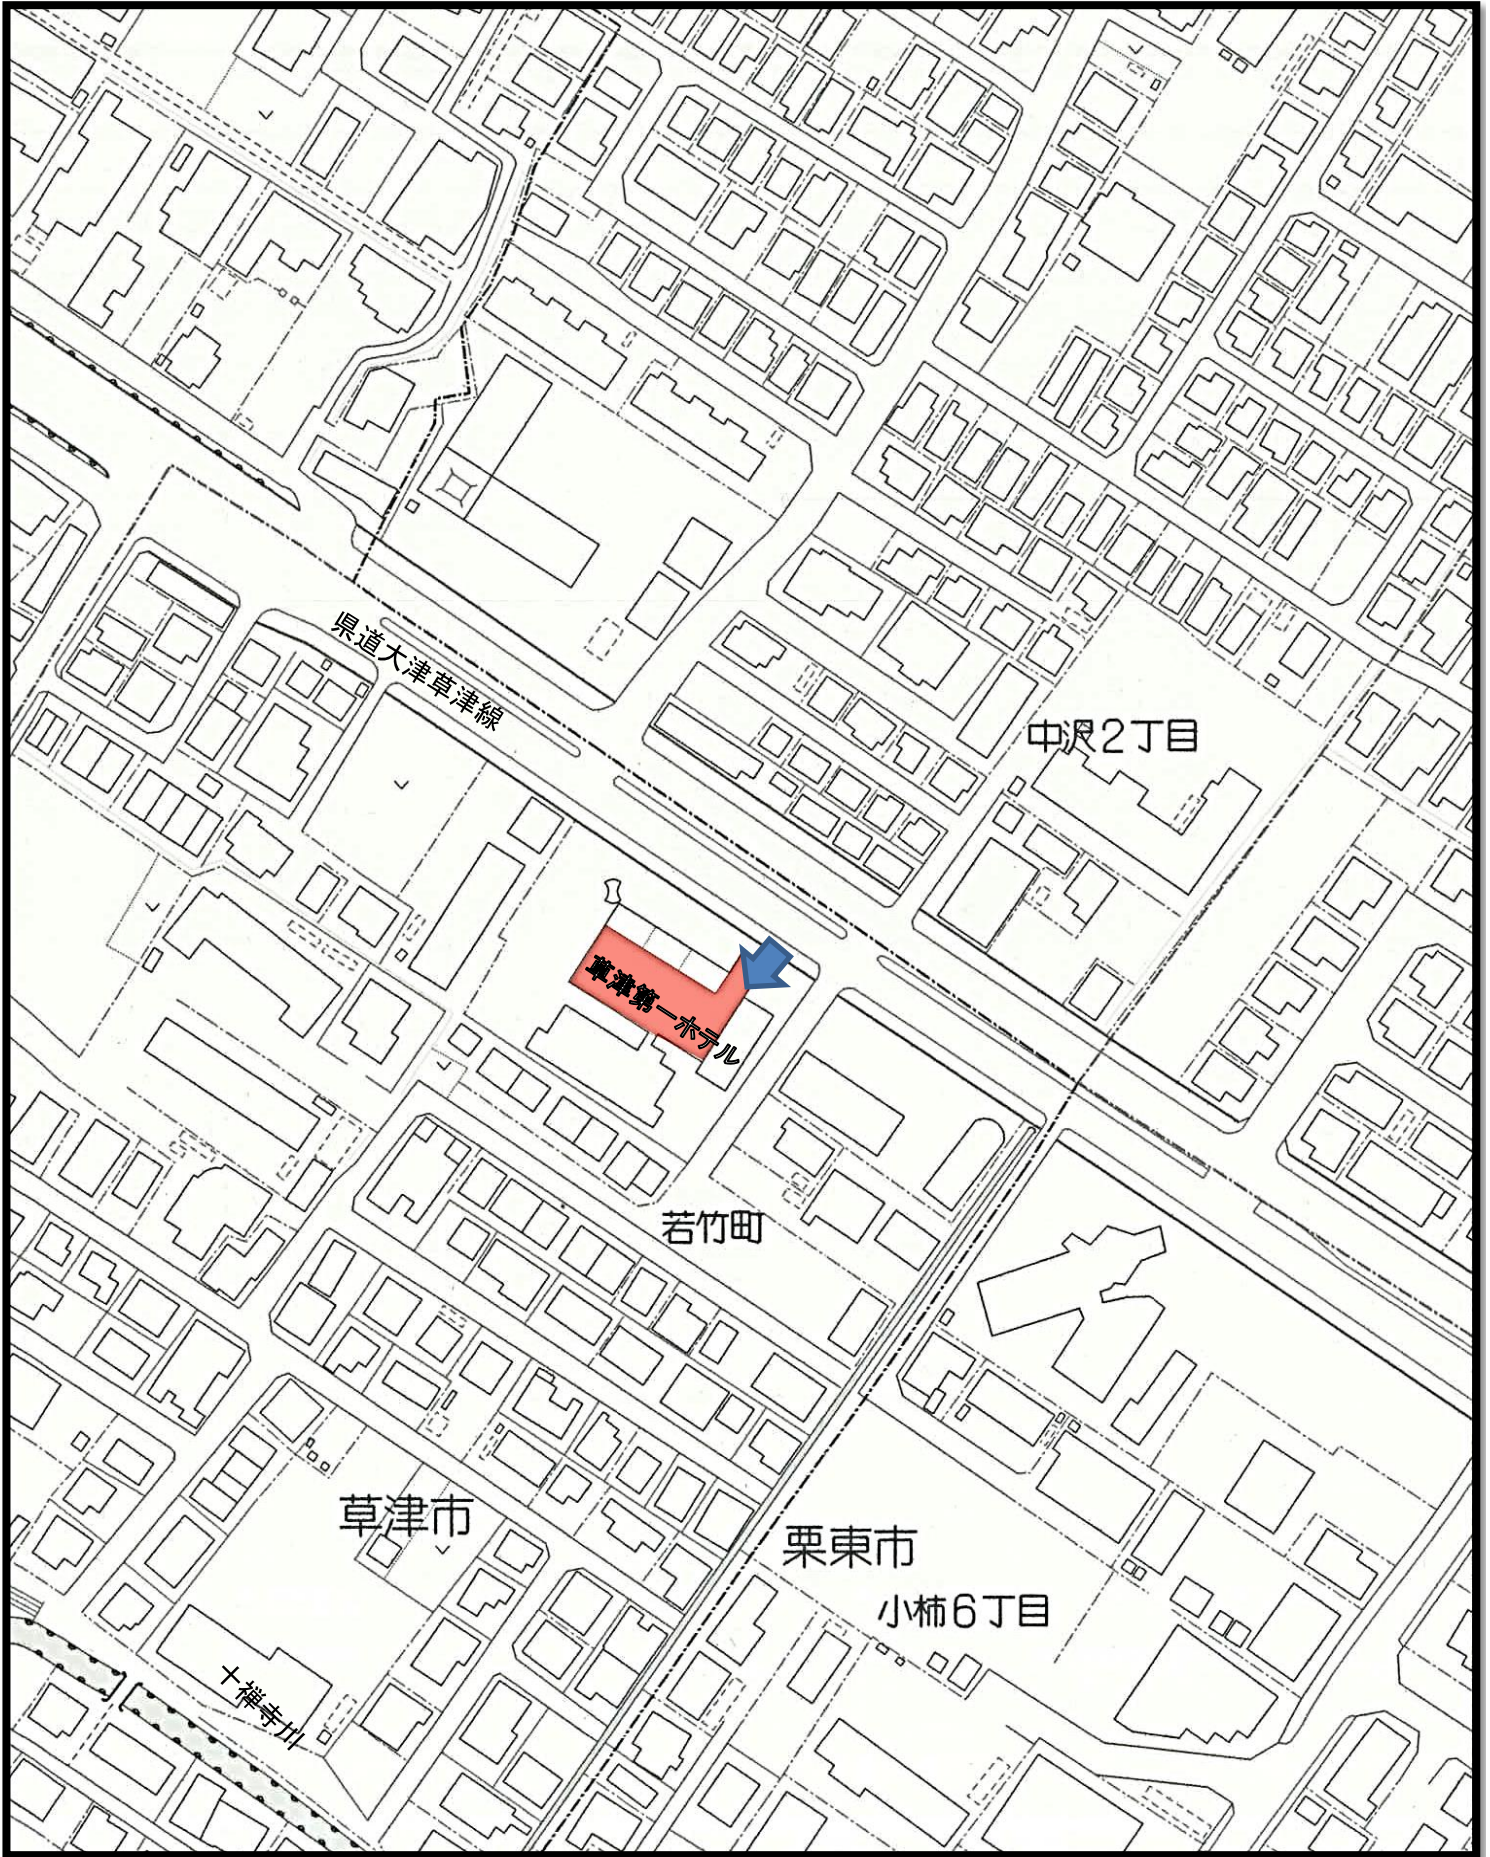 県道大津草津線
中沢2丁目
草津第一ホテル
若竹町
草津市
栗東市
小柿6丁目
十禅寺川